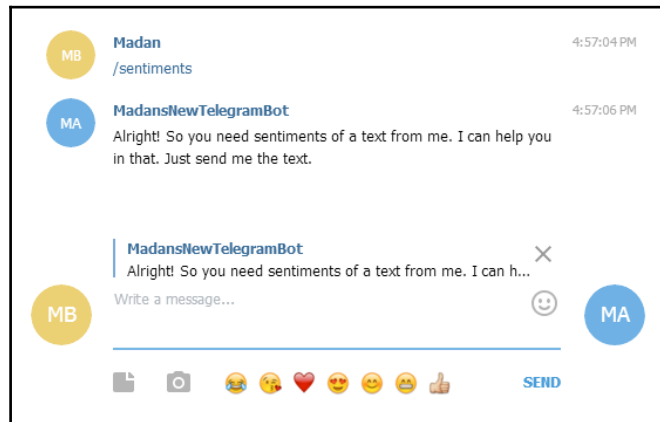 MB
Madan
4:57:04 PM
/sentiments
MA
MadansNewTelegramBot
4:57:06 PM
Alright! So you need sentiments of a text from me. I can help you
in that. Just send me the text.
MadansNewTelegramBot
Alright! So you need sentiments of a text from me. I can h...
MB
Write a message...
MA
SEND